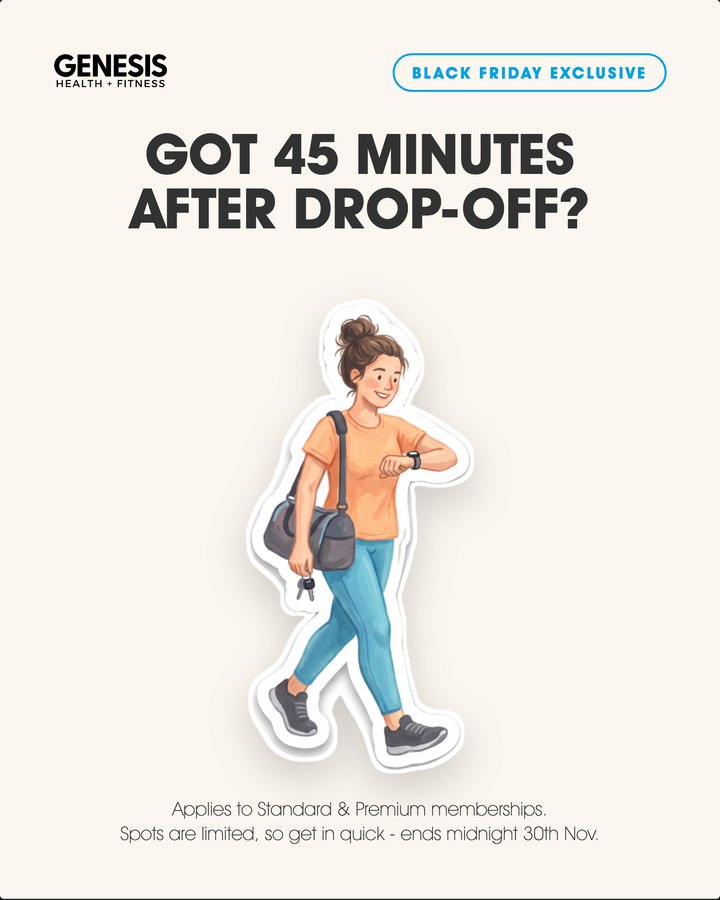 GENESIS
HEALTH + FITNESS
BLACK FRIDAY EXCLUSIVE
GOT 45 MINUTES
AFTER DROP-OFF?
Applies to Standard & Premium memberships.
Spots are limited, so get in quick - ends midnight 30th Nov.